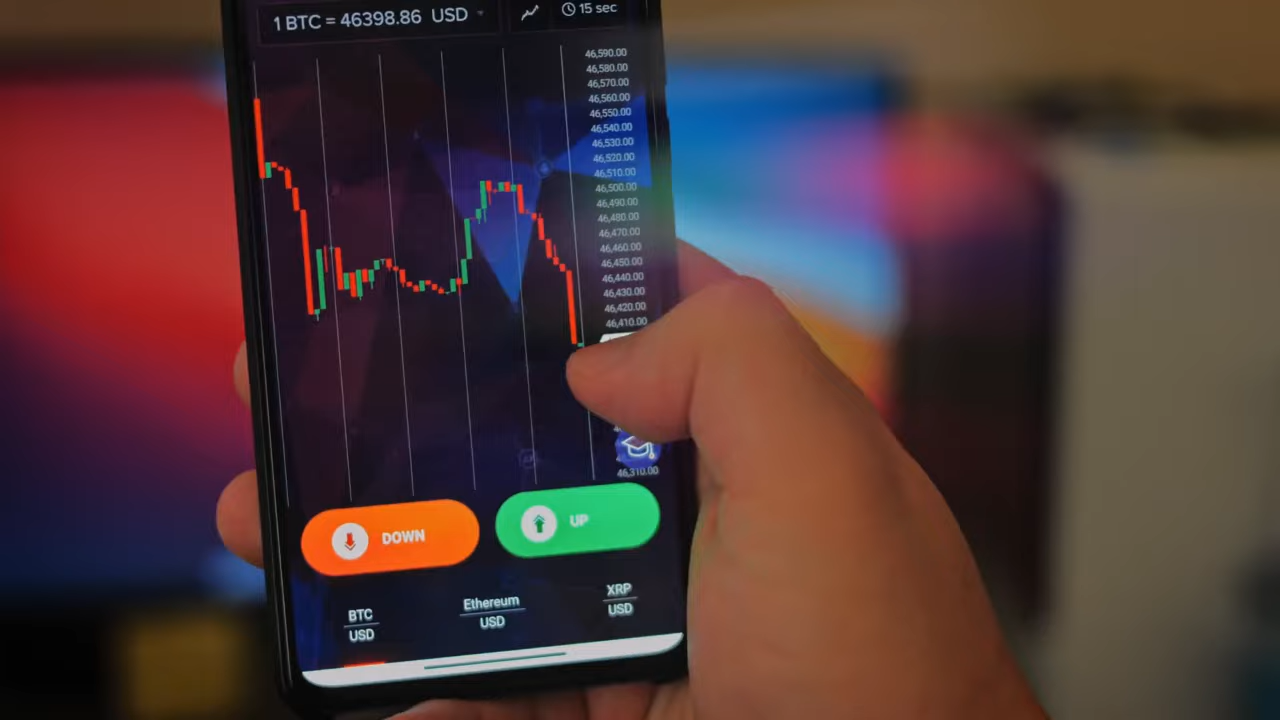 1 BTC = 46398.86 USD
15 sec
46,590.00
46,580.00
46,570.00
46,560.00
46,550.00
46,540.00
46,530.00
46,520.00
46,510.00
46,500.00
46,490.00
46,480.00
46,470.00
46,460.00
46,450.00
46,440.00
46,430.00
46,420.00
46,410.00
46,310.00
DOWN
UP
BTC
USD
Ethereum
USD
XRP
USD